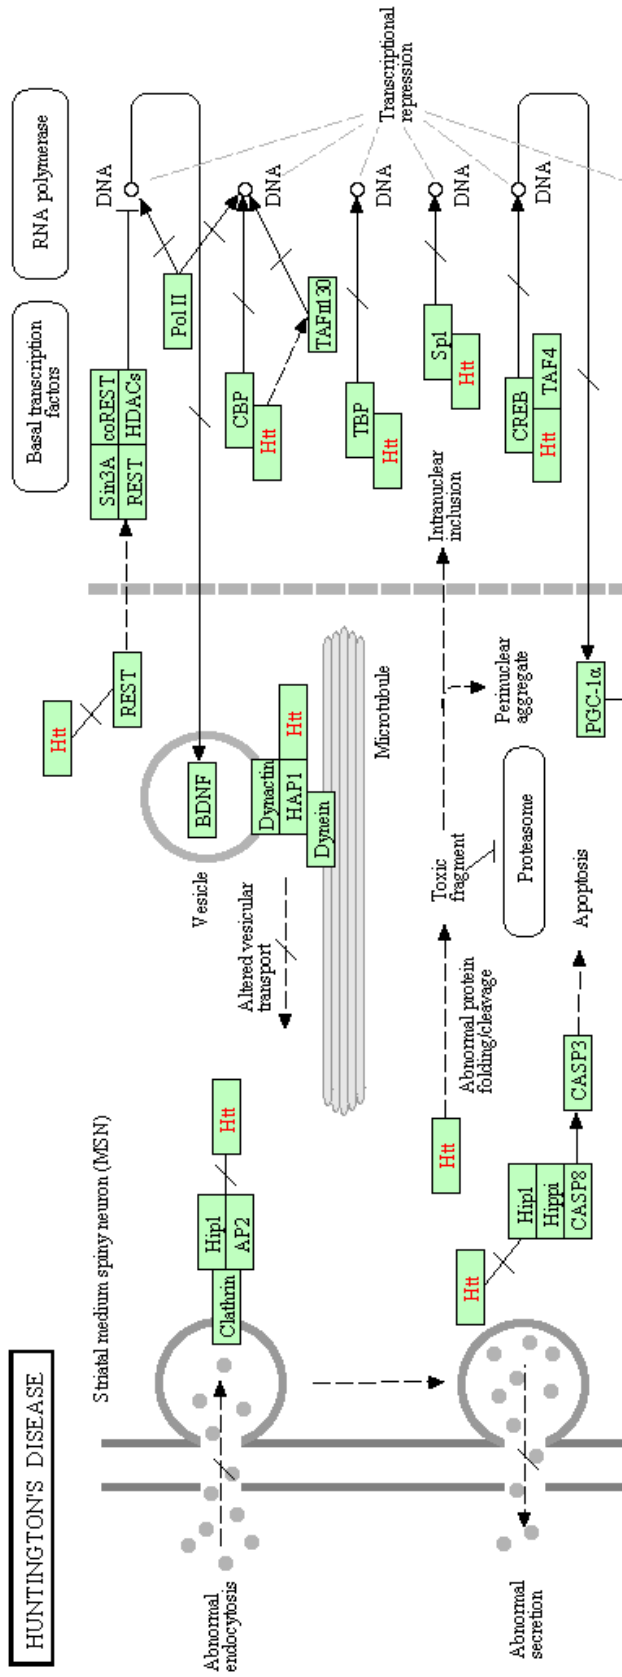 HUNTINGTON'S DISEASE
Striatal medium spiny neuron (MSN)
Basal transcription
factors
RNA polymerase
Htt
REST
Sin3A
coREST
REST
HDACs
DNA
Pol II
Abnormal
endocytosis
Clathrin
Hip1
AP2
Htt
Altered vesicular
transport
Vesicle
BDNF
Dynactin
HAP1
Htt
Dynein
Microtubule
CBP
Htt
TAFII130
DNA
TBP
Htt
DNA
Transcriptional
repression
Sp1
Htt
DNA
Htt
Abnormal protein
folding/cleavage
Toxic
fragment
Intranuclear
inclusion
Perinuclear
aggregate
Proteasome
CREB
Htt
TAF4
DNA
Abnormal
secretion
Htt
Hip1
Hippi
CASP8
CASP3
Apoptosis
PGC-1α